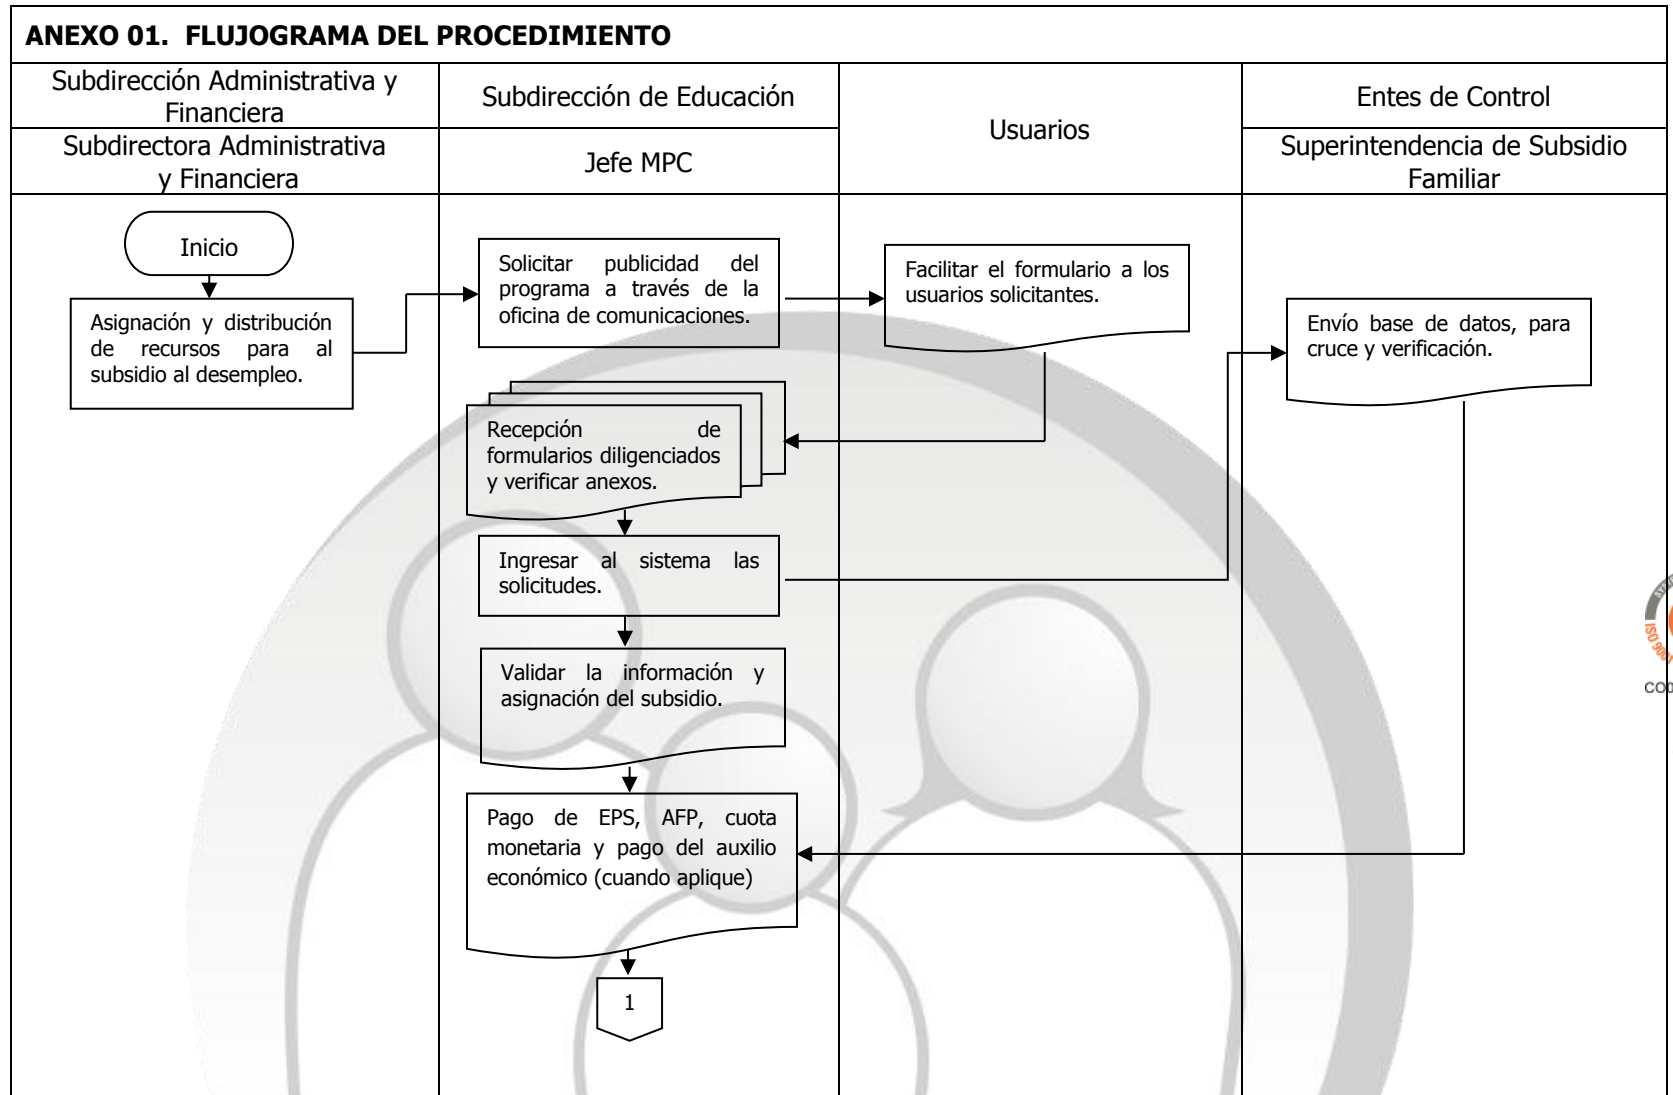 ANEXO 01.  FLUJOGRAMA DEL PROCEDIMIENTO
Subdirección Administrativa y
Financiera
Subdirección de Educación
Usuarios
Entes de Control
Subdirectora Administrativa
y Financiera
Jefe MPC
Superintendencia de Subsidio
Familiar
Inicio
Asignación y distribución
de recursos para al
subsidio al desempleo.
Solicitar publicidad del
programa a través de la
oficina de comunicaciones.
Facilitar el formulario a los
usuarios solicitantes.
Envío base de datos, para
cruce y verificación.
Recepción de
formularios diligenciados
y verificar anexos.
Ingresar al sistema las
solicitudes.
Validar la información y
asignación del subsidio.
Pago de EPS, AFP, cuota
monetaria y pago del auxilio
económico (cuando aplique)
1
ISO 9001